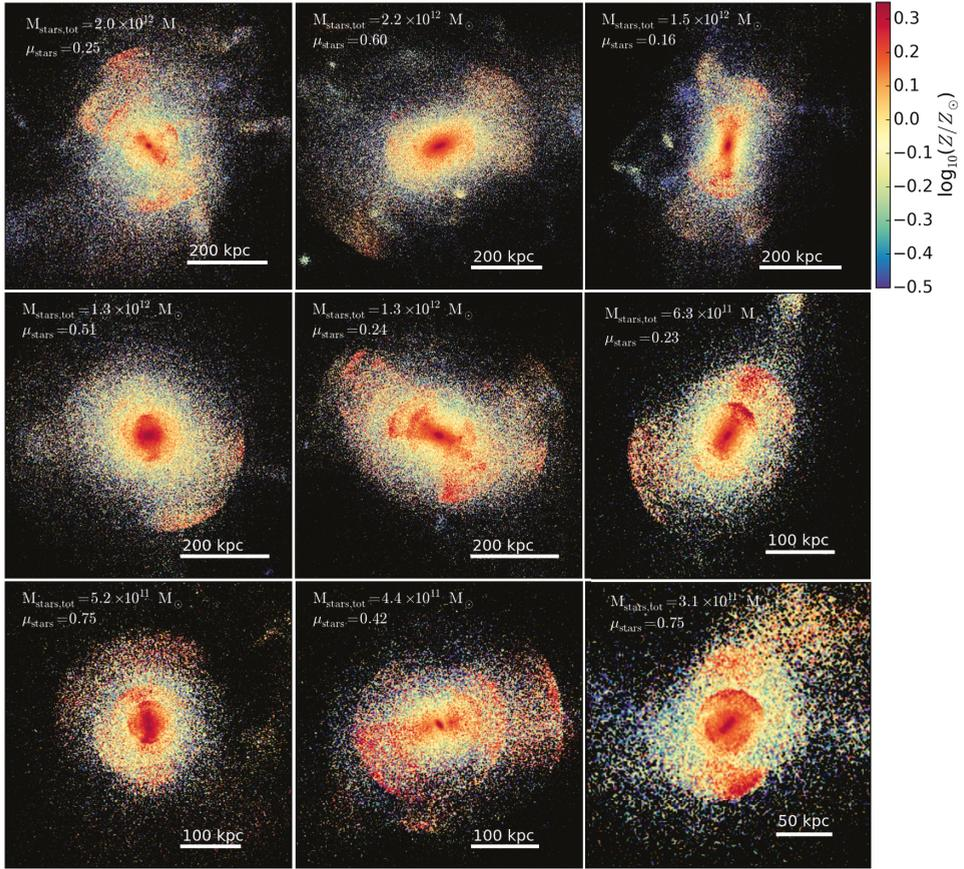 M_stars,tot =2.0 ×10^12 M_⊙
μ_stars =0.25
200 kpc
M_stars,tot =2.2 ×10^12 M_⊙
μ_stars =0.60
200 kpc
M_stars,tot =1.5 ×10^12 M_⊙
μ_stars =0.16
200 kpc
0.3
0.2
0.1
0.0
−0.1
−0.2
−0.3
−0.4
−0.5
log_10(Z/Z_⊙)
M_stars,tot =1.3 ×10^12 M_⊙
μ_stars =0.51
200 kpc
M_stars,tot =1.3 ×10^12 M_⊙
μ_stars =0.24
200 kpc
M_stars,tot =6.3 ×10^11 M_⊙
μ_stars =0.23
100 kpc
M_stars,tot =5.2 ×10^11 M_⊙
μ_stars =0.75
100 kpc
M_stars,tot =4.4 ×10^11 M_⊙
μ_stars =0.42
100 kpc
M_stars,tot =3.1 ×10^11 M_⊙
μ_stars =0.75
50 kpc